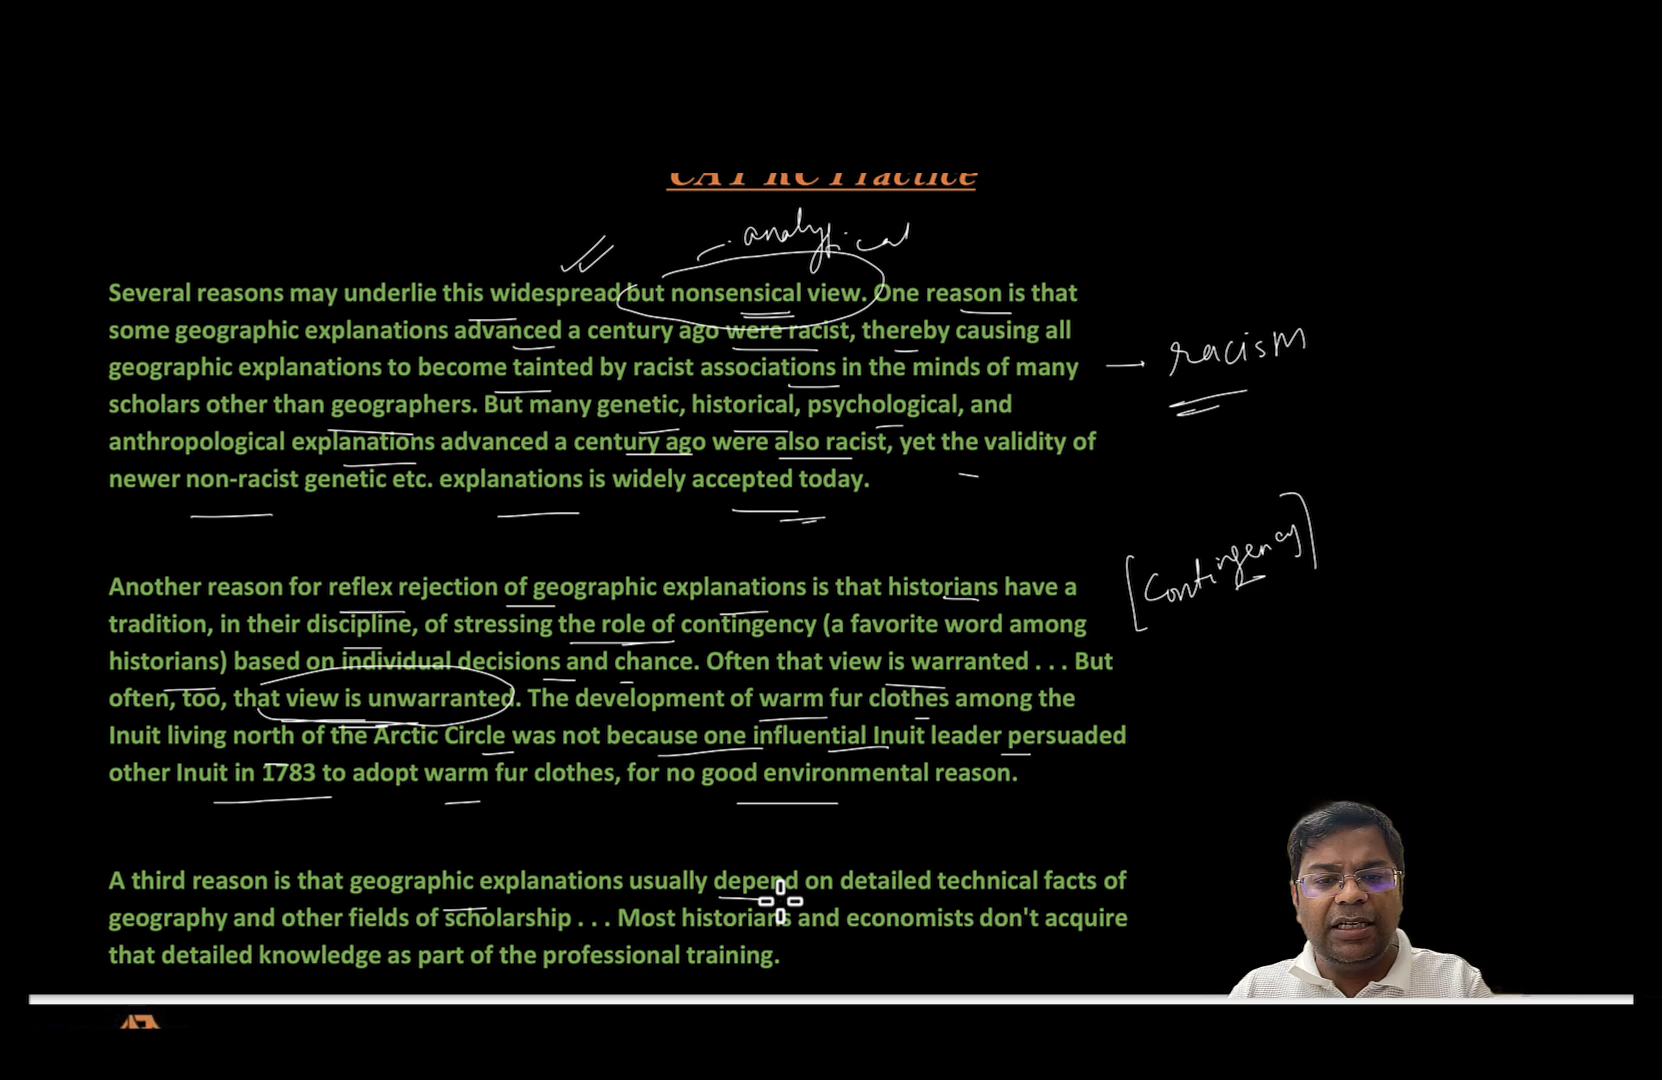 CAT RC Practice
analytical
Several reasons may underlie this widespread but nonsensical view. One reason is that
some geographic explanations advanced a century ago were racist, thereby causing all
geographic explanations to become tainted by racist associations in the minds of many
scholars other than geographers. But many genetic, historical, psychological, and
anthropological explanations advanced a century ago were also racist, yet the validity of
newer non-racist genetic etc. explanations is widely accepted today.
racism
Another reason for reflex rejection of geographic explanations is that historians have a
tradition, in their discipline, of stressing the role of contingency (a favorite word among
historians) based on individual decisions and chance. Often that view is warranted . . . But
often, too, that view is unwarranted. The development of warm fur clothes among the
Inuit living north of the Arctic Circle was not because one influential Inuit leader persuaded
other Inuit in 1783 to adopt warm fur clothes, for no good environmental reason.
[Contingency]
A third reason is that geographic explanations usually depend on detailed technical facts of
geography and other fields of scholarship . . . Most historians and economists don't acquire
that detailed knowledge as part of the professional training.